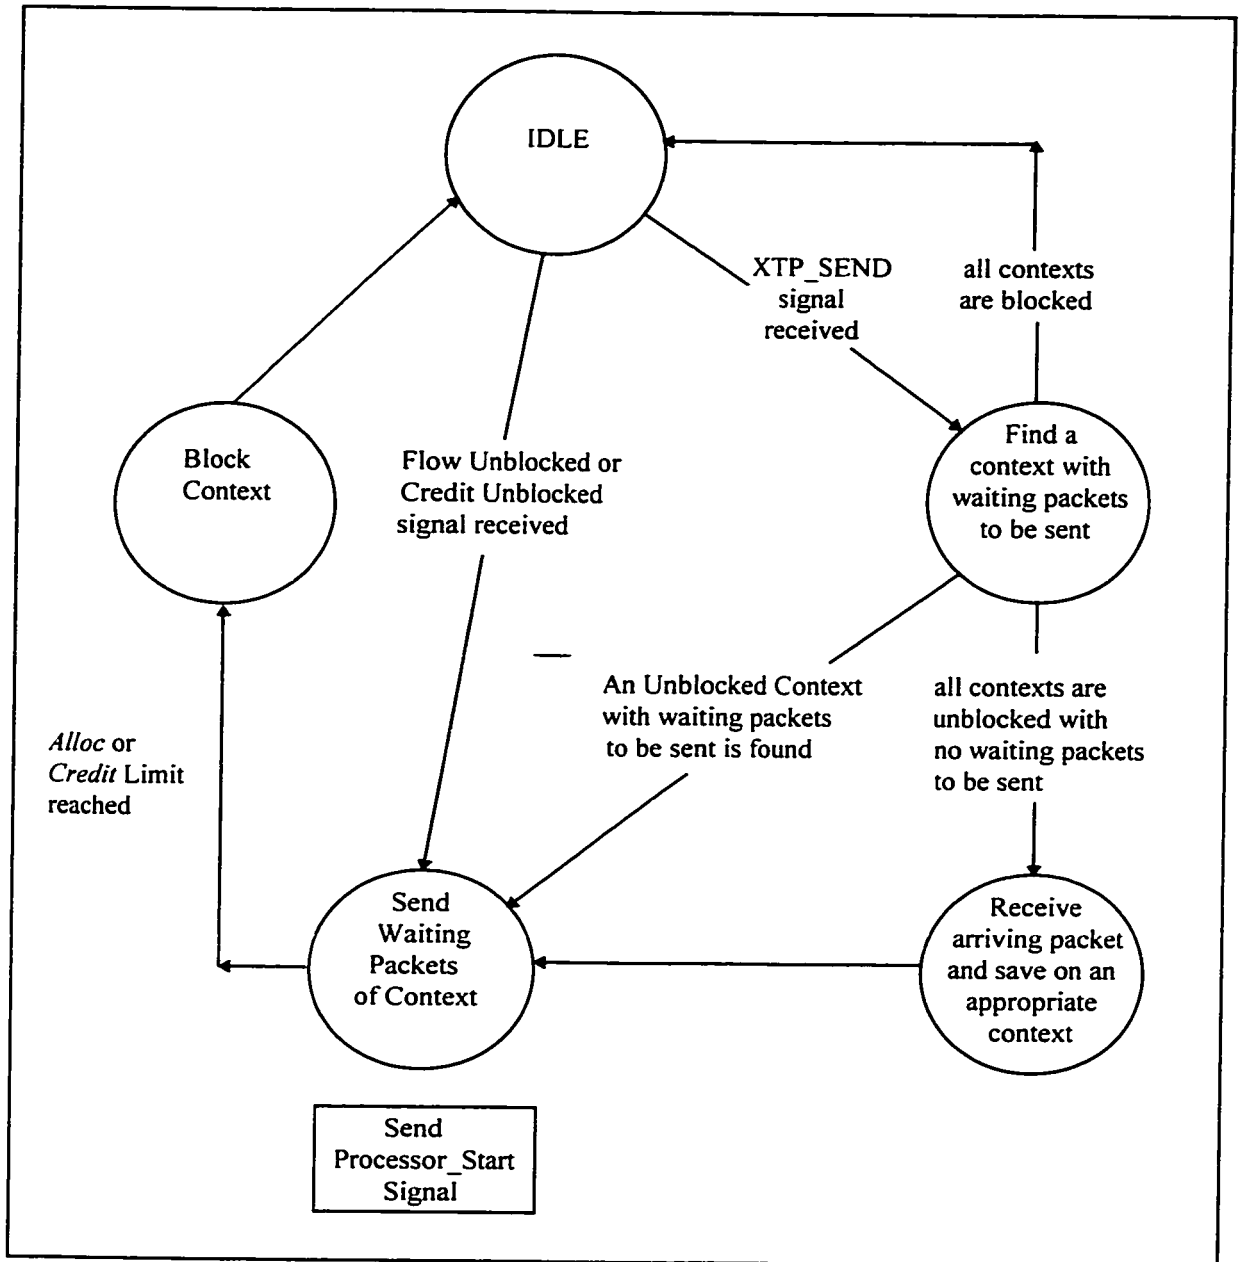 IDLE
XTP_SEND
signal
received
all contexts
are blocked
Find a
context with
waiting packets
to be sent
Block
Context
Flow Unblocked or
Credit Unblocked
signal received
An Unblocked Context
with waiting packets
to be sent is found
all contexts are
unblocked with
no waiting packets
to be sent
Alloc or
Credit Limit
reached
Send
Waiting
Packets
of Context
Receive
arriving packet
and save on an
appropriate
context
Send
Processor_Start
Signal